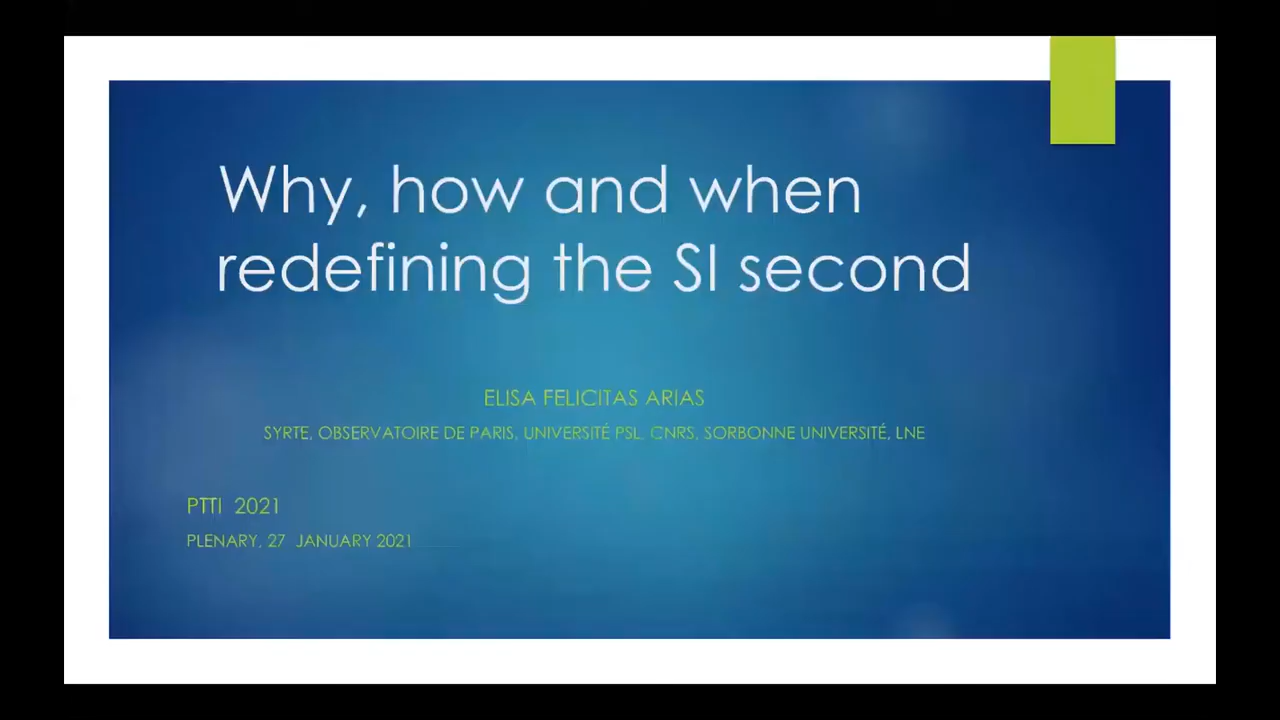 Why, how and when
redefining the SI second
ELISA FELICITAS ARIAS
SYRTE, OBSERVATOIRE DE PARIS, UNIVERSITÉ PSL, CNRS, SORBONNE UNIVERSITÉ, LNE
PTTI 2021
PLENARY, 27 JANUARY 2021